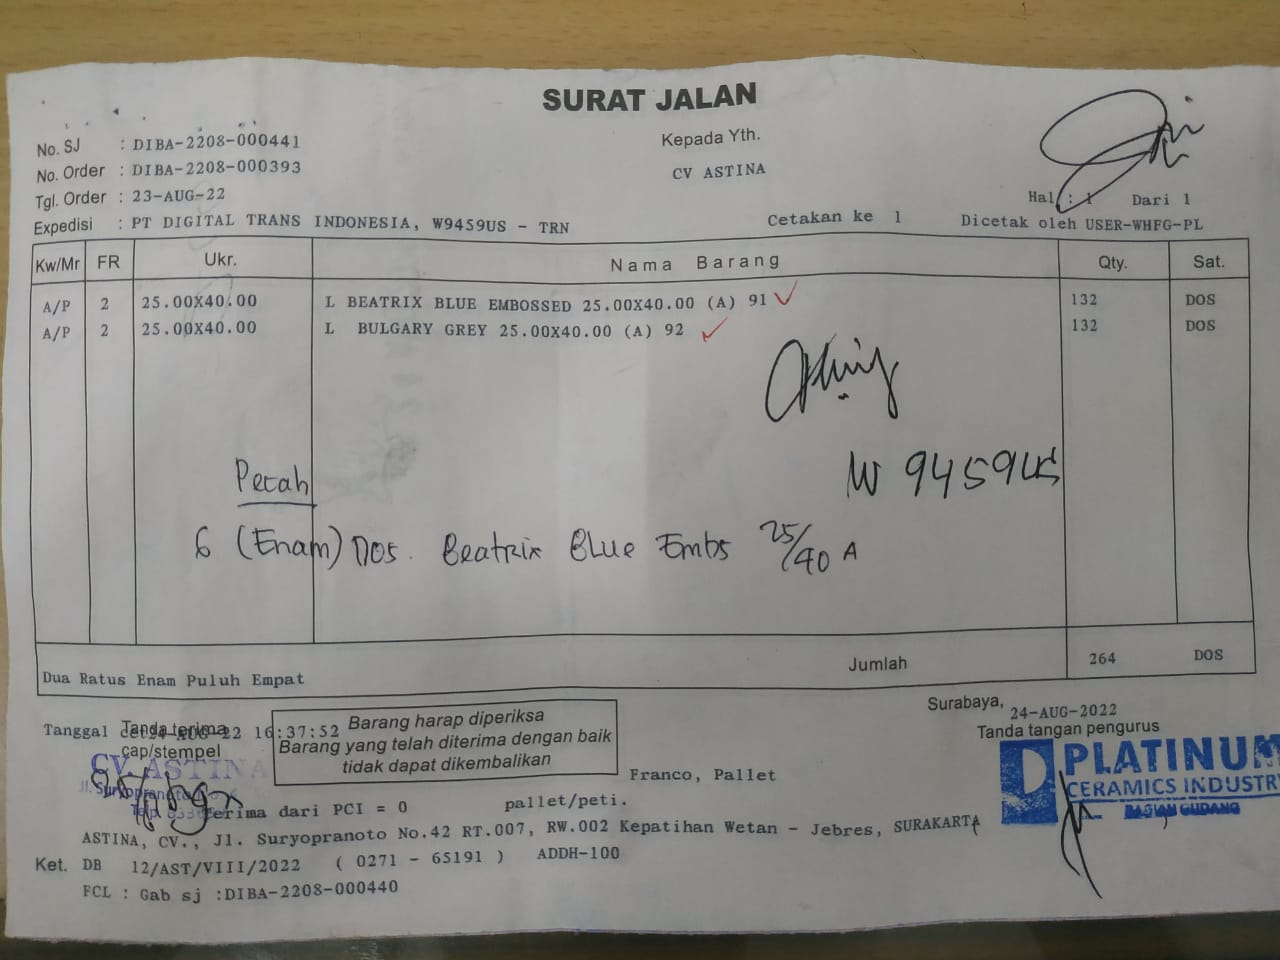 SURAT JALAN
No. SJ : DIBA-2208-000441
No. Order : DIBA-2208-000393
Tgl. Order : 23-AUG-22
Expedisi : PT DIGITAL TRANS INDONESIA, W9459US - TRN
Kepada Yth.
CV ASTINA
Cetakan ke 1
Hal : 1 Dari 1
Dicetak oleh USER-WHFG-PL
Kw/Mr FR Ukr. Nama Barang Qty. Sat.
A/P 2 25.00X40.00 L BEATRIX BLUE EMBOSSED 25.00X40.00 (A) 91 132 DOS
A/P 2 25.00X40.00 L BULGARY GREY 25.00X40.00 (A) 92 132 DOS
W 9459US
Pecah
6 (Enam) DOS. Beatrix Blue Embs 25/40 A
Dua Ratus Enam Puluh Empat Jumlah 264 DOS
Surabaya, 24-AUG-2022
Tanda tangan pengurus
Tanggal 24-AUG-22 16:37:52
Tanda terima
cap/stempel
Barang harap diperiksa
Barang yang telah diterima dengan baik
tidak dapat dikembalikan
CV. ASTINA
PLATINUM
CERAMICS INDUSTRY
BAGIAN GUDANG
Franco, Pallet
terima dari PCI = 0 pallet/peti.
ASTINA, CV., Jl. Suryopranoto No.42 RT.007, RW.002 Kepatihan Wetan - Jebres, SURAKARTA
Ket. DB 12/AST/VIII/2022 ( 0271 - 65191 ) ADDH-100
FCL : Gab sj :DIBA-2208-000440